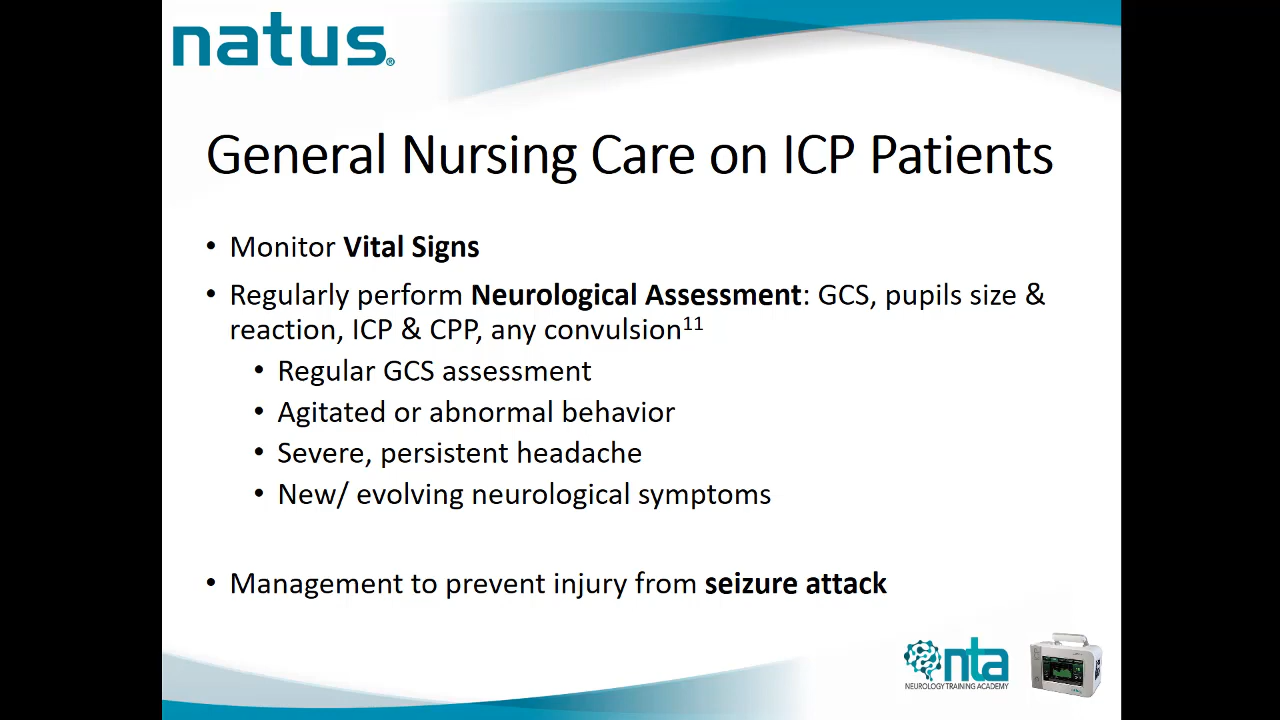 natus®
General Nursing Care on ICP Patients
• Monitor Vital Signs
• Regularly perform Neurological Assessment: GCS, pupils size &
reaction, ICP & CPP, any convulsion¹¹
• Regular GCS assessment
• Agitated or abnormal behavior
• Severe, persistent headache
• New/ evolving neurological symptoms
• Management to prevent injury from seizure attack
nta
NEUROLOGY TRAINING ACADEMY